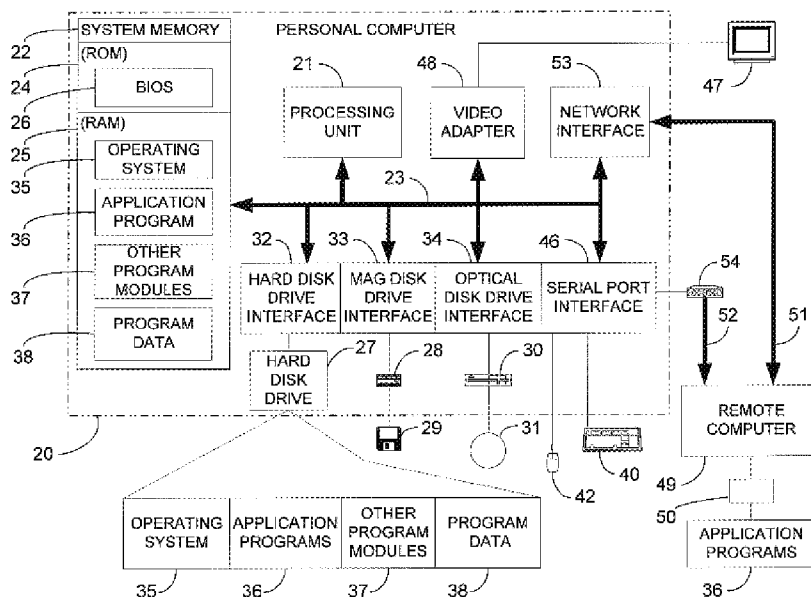 SYSTEM MEMORY
PERSONAL COMPUTER
22
(ROM)
24
BIOS
26
(RAM)
25
OPERATING
SYSTEM
35
APPLICATION
PROGRAM
36
OTHER
PROGRAM
MODULES
37
PROGRAM
DATA
38
21
PROCESSING
UNIT
48
VIDEO
ADAPTER
53
NETWORK
INTERFACE
47
23
32
HARD DISK
DRIVE
INTERFACE
33
MAG DISK
DRIVE
INTERFACE
34
OPTICAL
DISK DRIVE
INTERFACE
46
SERIAL PORT
INTERFACE
54
52
51
27
HARD
DISK
DRIVE
28
30
29
31
42
40
20
REMOTE
COMPUTER
49
50
OPERATING
SYSTEM
APPLICATION
PROGRAMS
OTHER
PROGRAM
MODULES
PROGRAM
DATA
APPLICATION
PROGRAMS
35
36
37
38
36